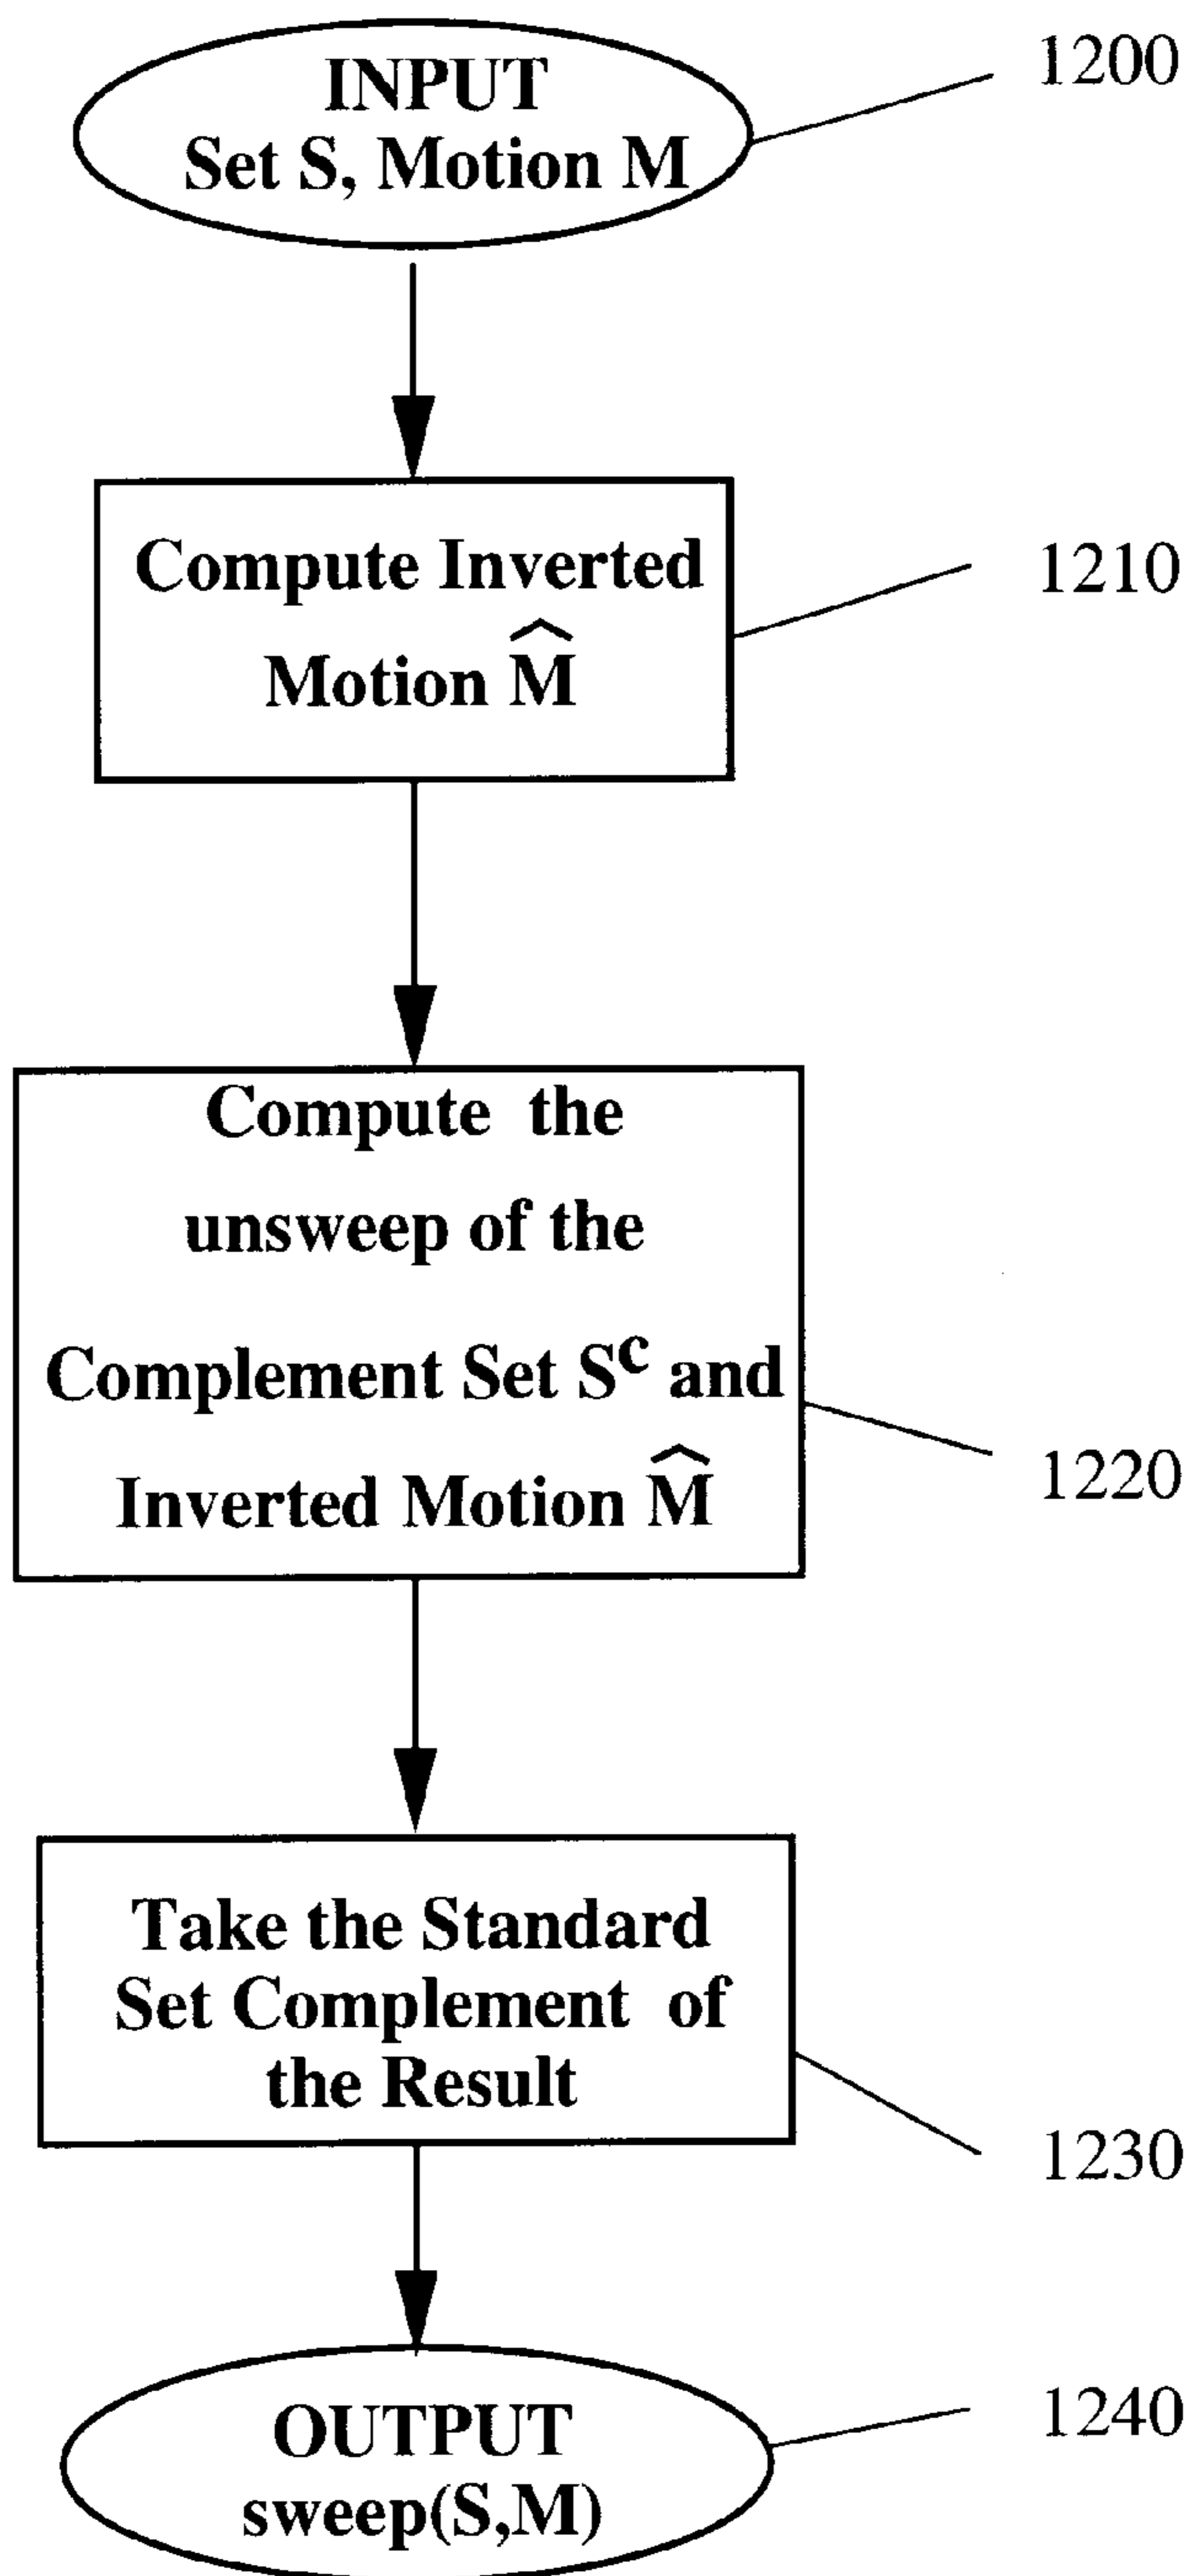 INPUT
Set S, Motion M
1200
Compute Inverted
Motion M̂
1210
Compute the
unsweep of the
Complement Set Sᶜ and
Inverted Motion M̂
1220
Take the Standard
Set Complement of
the Result
1230
OUTPUT
sweep(S,M)
1240